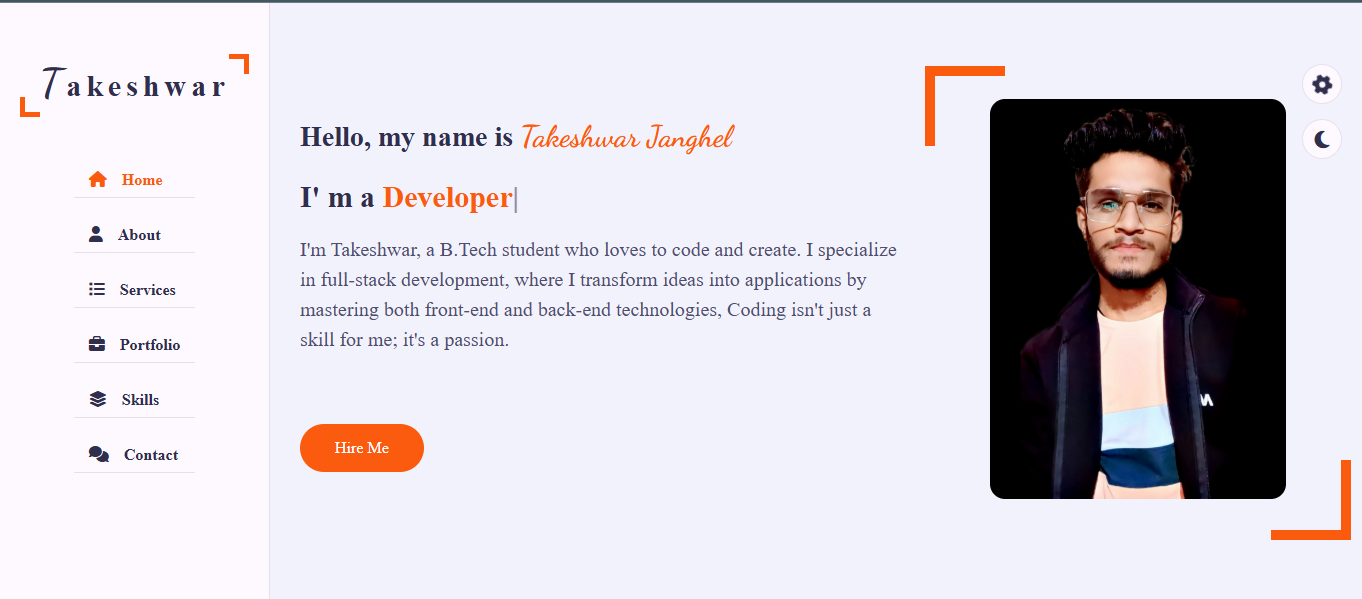 Takeshwar
Home
About
Services
Portfolio
Skills
Contact
Hello, my name is Takeshwar Janghel
I' m a Developer|
I'm Takeshwar, a B.Tech student who loves to code and create. I specialize
in full-stack development, where I transform ideas into applications by
mastering both front-end and back-end technologies, Coding isn't just a
skill for me; it's a passion.
Hire Me